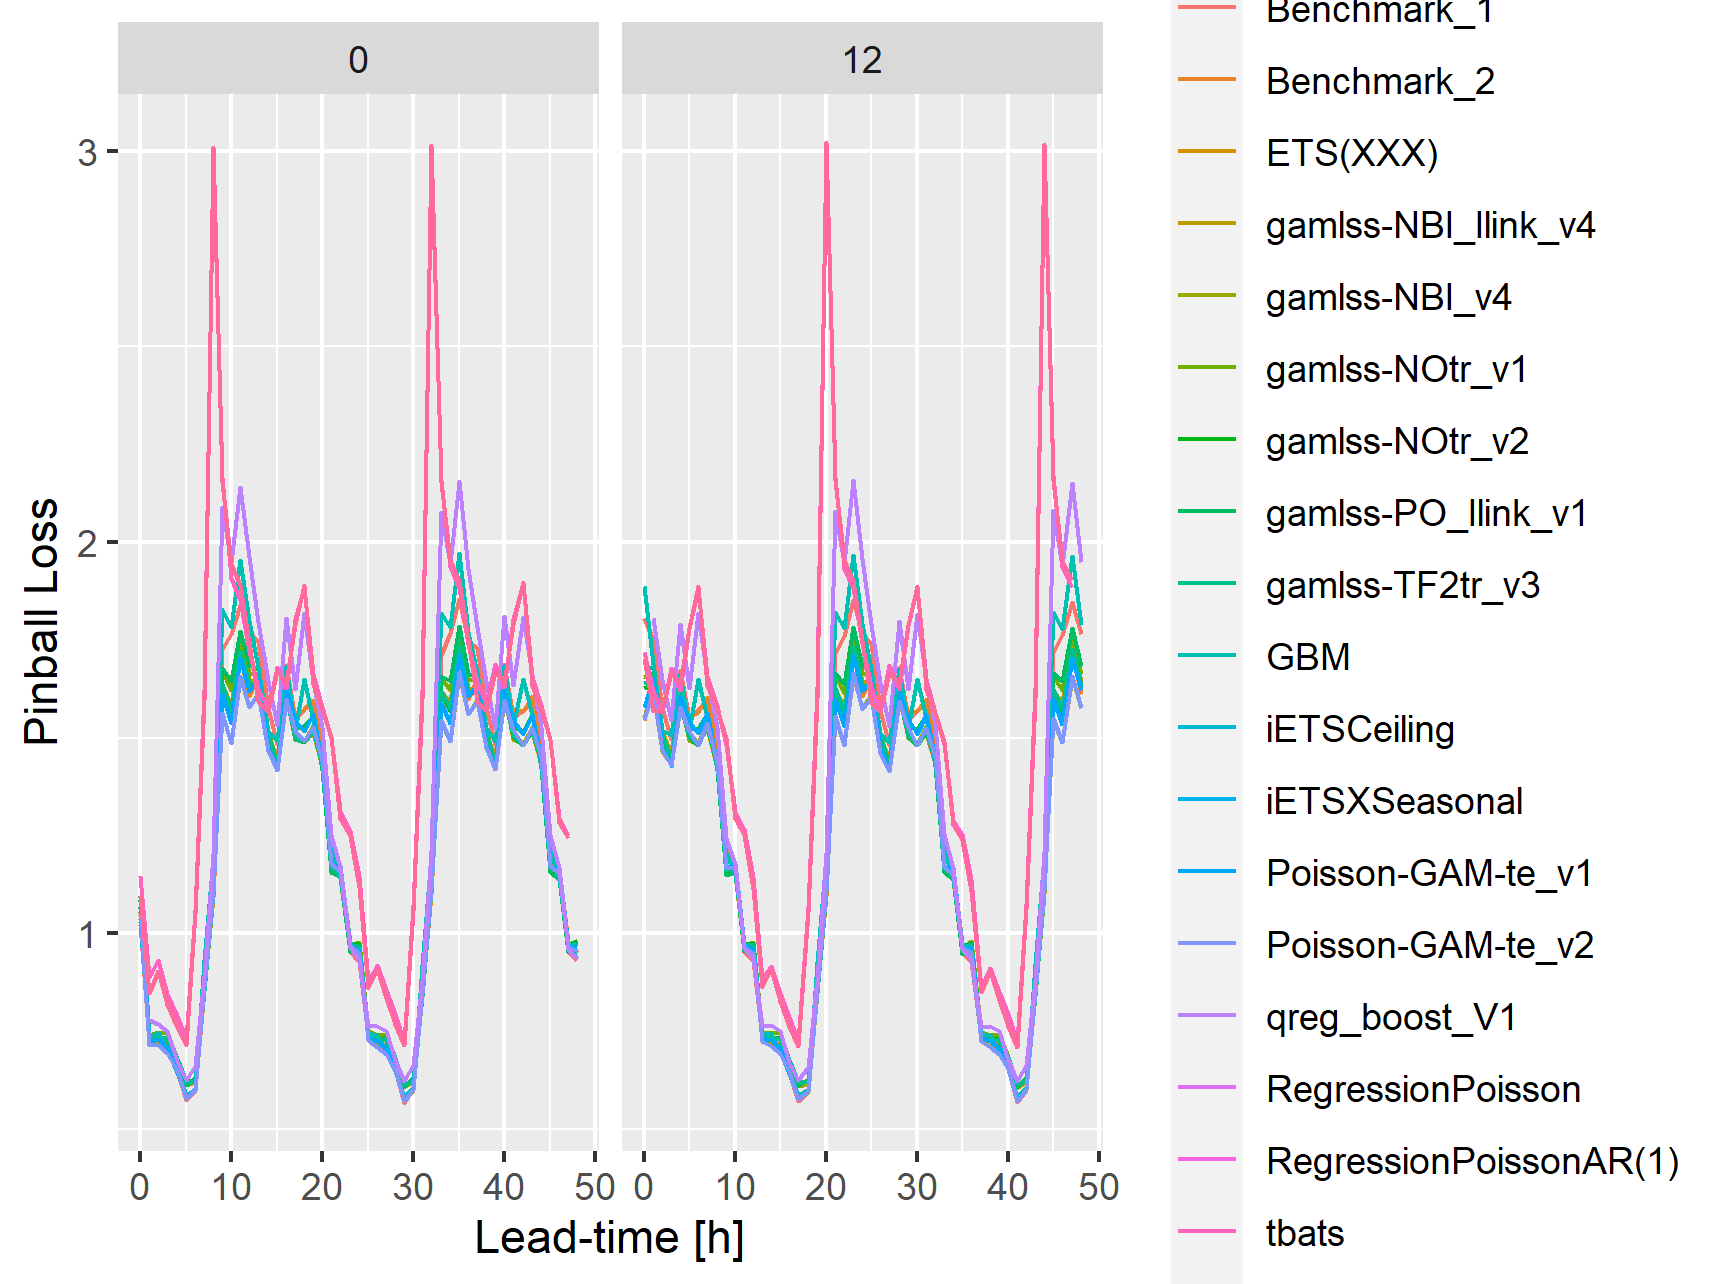 0
12
3
2
1
Pinball Loss
0 10 20 30 40 50 0 10 20 30 40 50
Lead-time [h]
Benchmark_1
Benchmark_2
ETS(XXX)
gamlss-NBI_llink_v4
gamlss-NBI_v4
gamlss-NOtr_v1
gamlss-NOtr_v2
gamlss-PO_llink_v1
gamlss-TF2tr_v3
GBM
iETSCeiling
iETSXSeasonal
Poisson-GAM-te_v1
Poisson-GAM-te_v2
qreg_boost_V1
RegressionPoisson
RegressionPoissonAR(1)
tbats